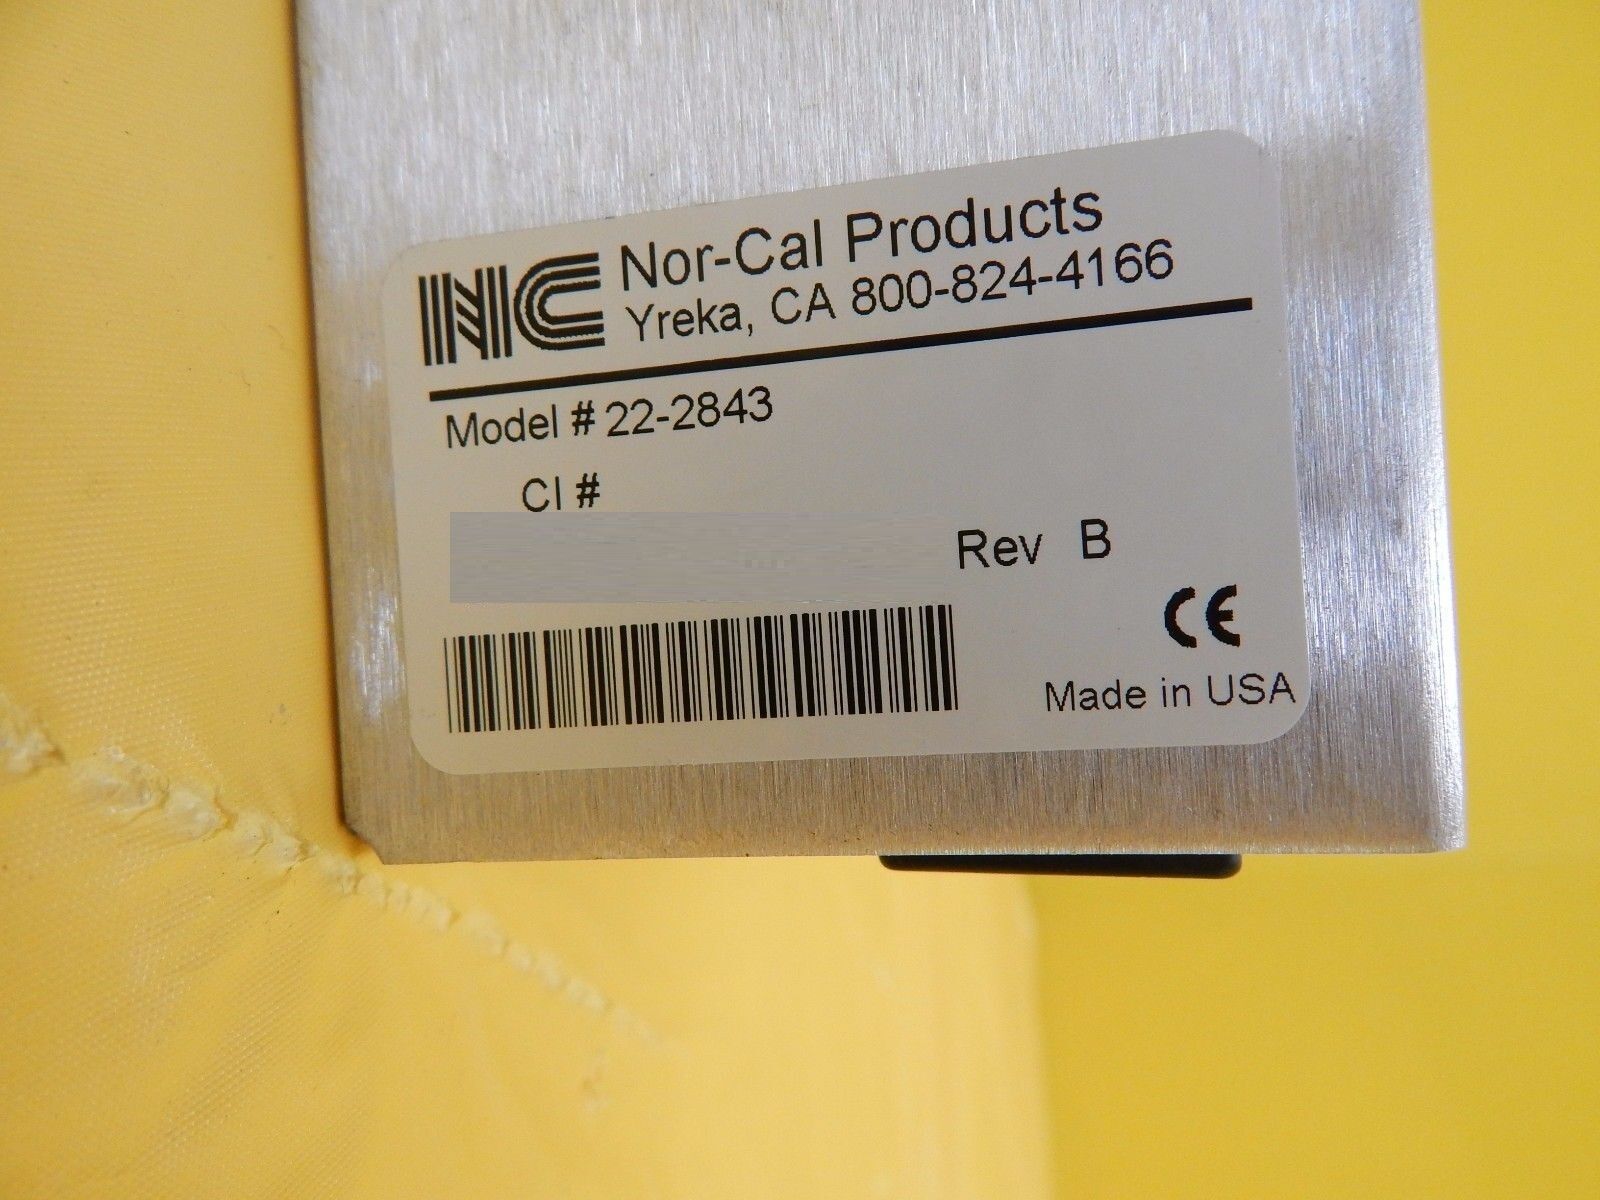 NC Nor-Cal Products
Yreka, CA 800-824-4166
Model # 22-2843
CI #
Rev B
CE
Made in USA